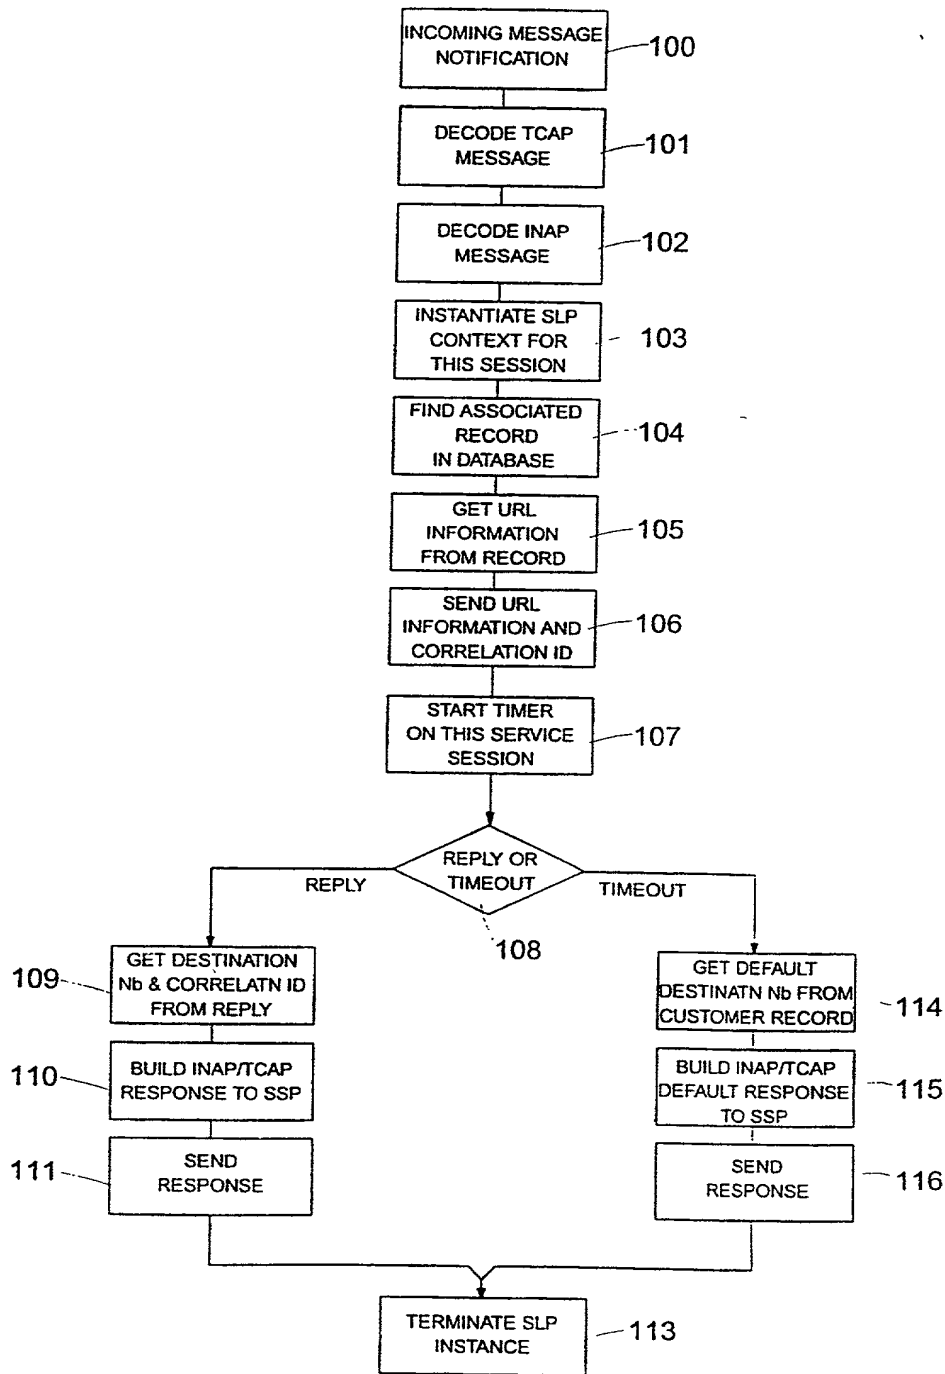 INCOMING MESSAGE
NOTIFICATION
100
DECODE TCAP
MESSAGE
101
DECODE INAP
MESSAGE
102
INSTANTIATE SLP
CONTEXT FOR
THIS SESSION
103
FIND ASSOCIATED
RECORD
IN DATABASE
104
GET URL
INFORMATION
FROM RECORD
105
SEND URL
INFORMATION AND
CORRELATION ID
106
START TIMER
ON THIS SERVICE
SESSION
107
REPLY OR
TIMEOUT
REPLY
TIMEOUT
108
109
GET DESTINATION
Nb & CORRELATN ID
FROM REPLY
GET DEFAULT
DESTINATN Nb FROM
CUSTOMER RECORD
114
110
BUILD INAP/TCAP
RESPONSE TO SSP
BUILD INAP/TCAP
DEFAULT RESPONSE
TO SSP
115
111
SEND
RESPONSE
SEND
RESPONSE
116
TERMINATE SLP
INSTANCE
113